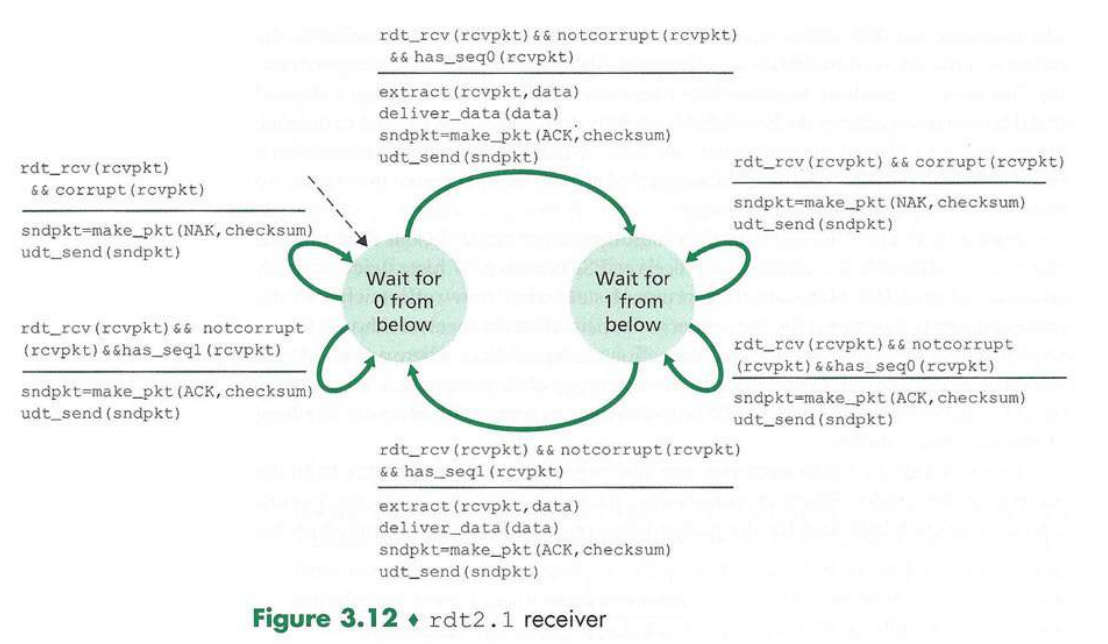 rdt_rcv(rcvpkt)&& notcorrupt(rcvpkt)
&& has_seq0(rcvpkt)
extract(rcvpkt,data)
deliver_data(data)
sndpkt=make_pkt(ACK,checksum)
udt_send(sndpkt)
rdt_rcv(rcvpkt)
&& corrupt(rcvpkt)
sndpkt=make_pkt(NAK,checksum)
udt_send(sndpkt)
rdt_rcv(rcvpkt) && corrupt(rcvpkt)
sndpkt=make_pkt(NAK,checksum)
udt_send(sndpkt)
Wait for
0 from
below
Wait for
1 from
below
rdt_rcv(rcvpkt)&& notcorrupt
(rcvpkt)&&has_seq1(rcvpkt)
sndpkt=make_pkt(ACK,checksum)
udt_send(sndpkt)
rdt_rcv(rcvpkt)&& notcorrupt
(rcvpkt)&&has_seq0(rcvpkt)
sndpkt=make_pkt(ACK,checksum)
udt_send(sndpkt)
rdt_rcv(rcvpkt) && notcorrupt(rcvpkt)
&& has_seq1(rcvpkt)
extract(rcvpkt,data)
deliver_data(data)
sndpkt=make_pkt(ACK,checksum)
udt_send(sndpkt)
Figure 3.12 ♦ rdt2.1 receiver